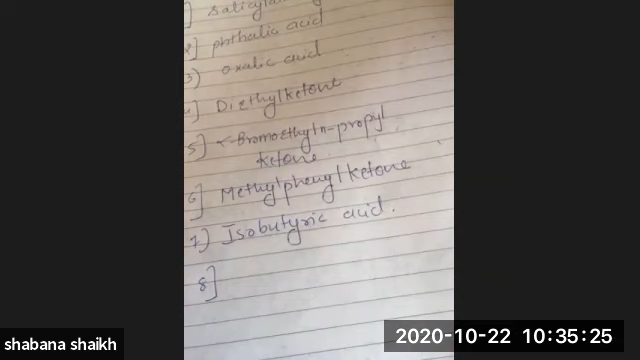 2] phthalic acid
3) oxalic acid
4] Diethylketone
5] α-Bromoethyl n-propyl
ketone
6] Methylphenylketone
7) Isobutyric acid.
8]
shabana shaikh
2020-10-22 10:35:25